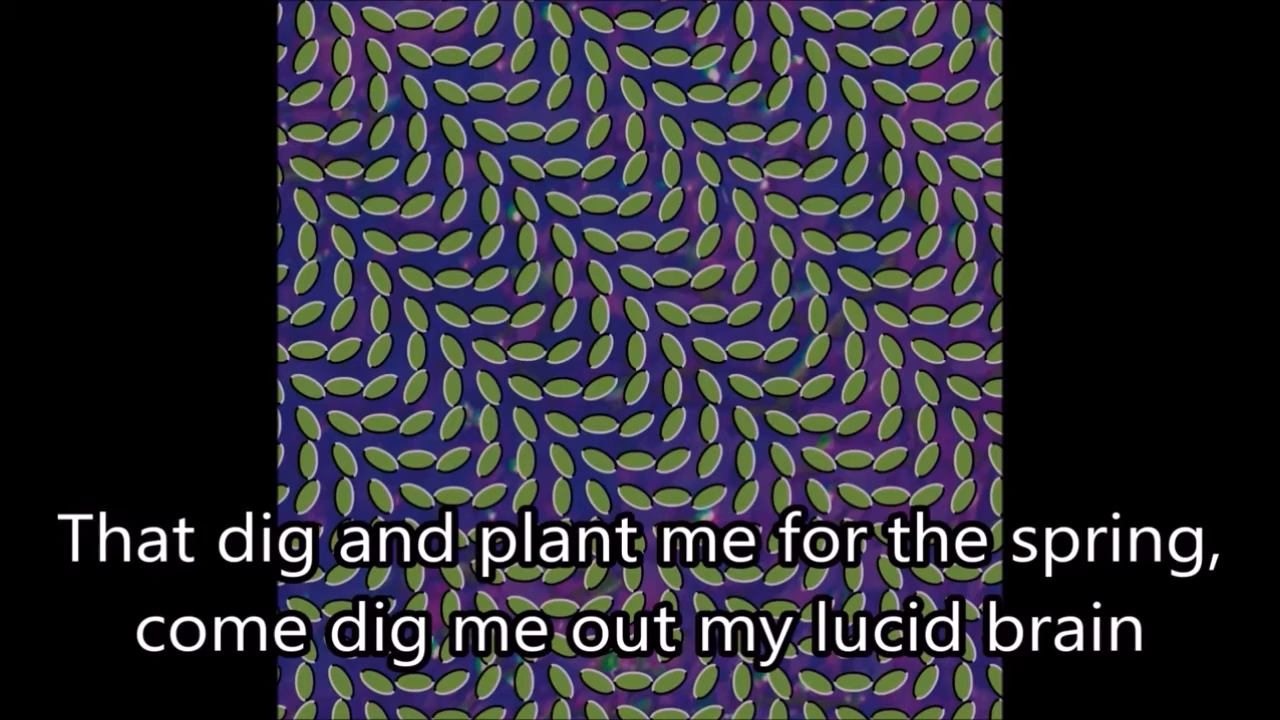 That dig and plant me for the spring,
come dig me out my lucid brain